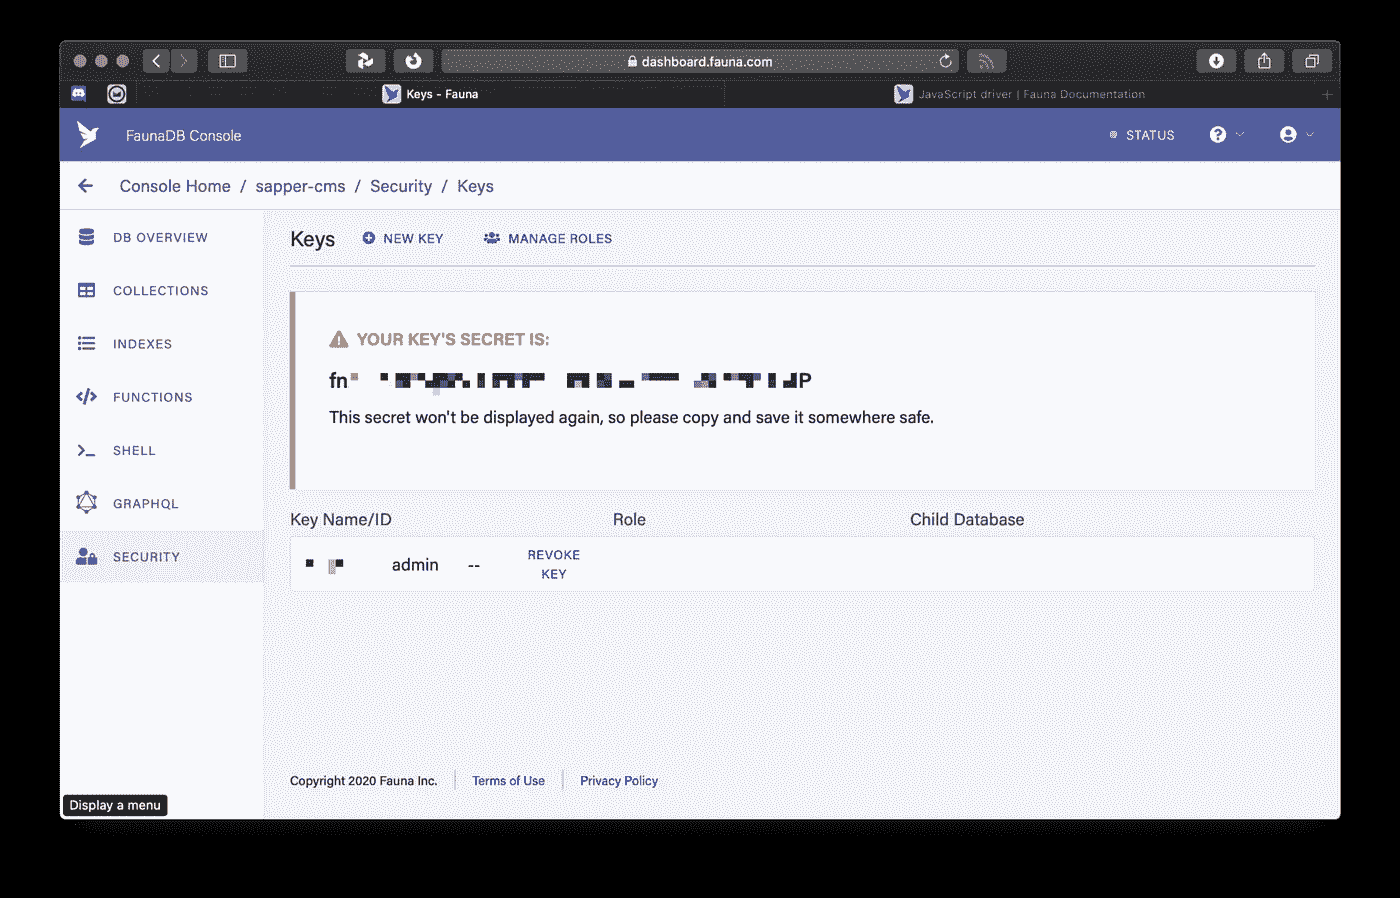 dashboard.fauna.com
Keys - Fauna
JavaScript driver | Fauna Documentation
FaunaDB Console
STATUS
Console Home / sapper-cms / Security / Keys
DB OVERVIEW
COLLECTIONS
INDEXES
FUNCTIONS
SHELL
GRAPHQL
SECURITY
Keys
NEW KEY
MANAGE ROLES
YOUR KEY'S SECRET IS:
This secret won't be displayed again, so please copy and save it somewhere safe.
Key Name/ID
Role
Child Database
admin
--
REVOKE
KEY
Copyright 2020 Fauna Inc.
Terms of Use
Privacy Policy
Display a menu